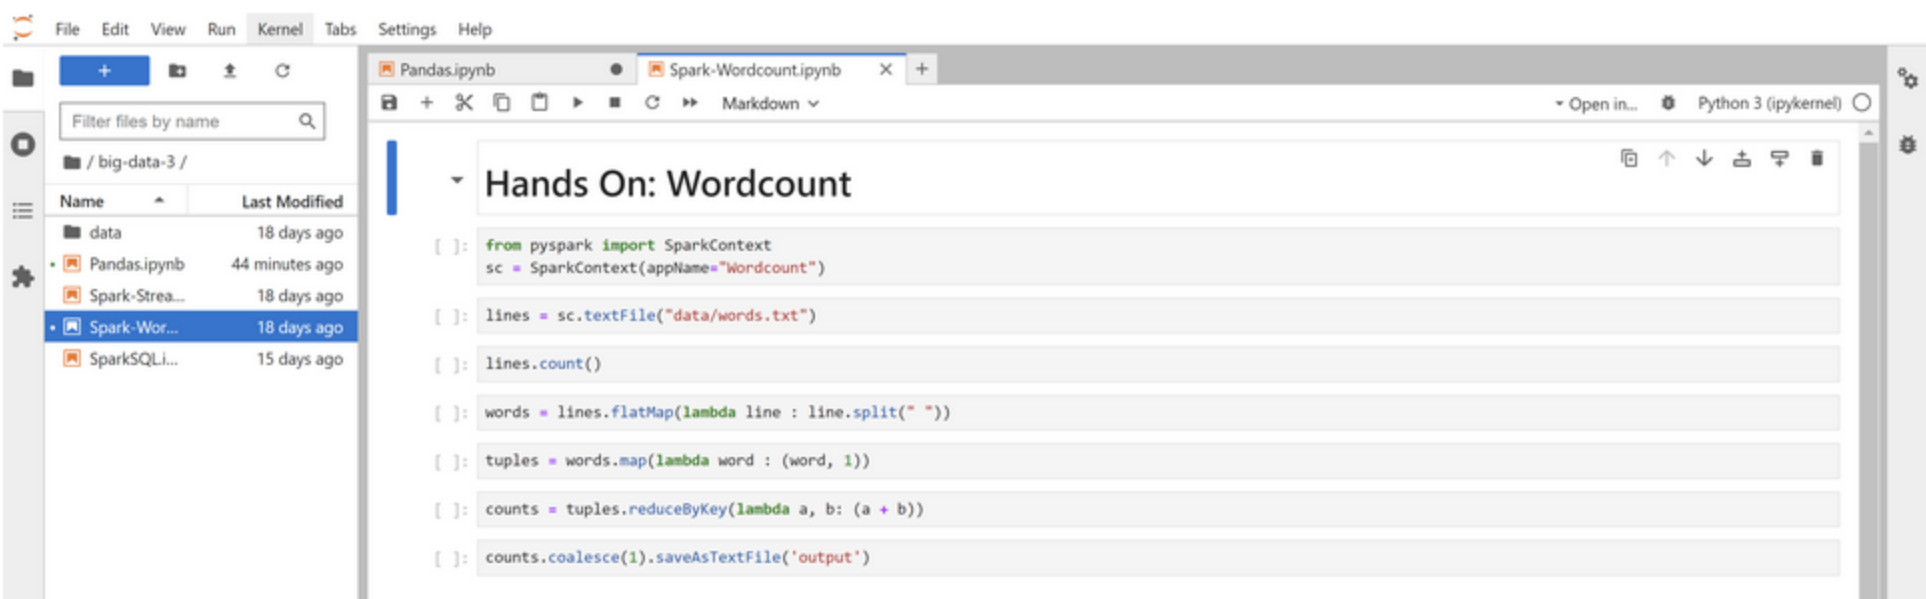 File Edit View Run Kernel Tabs Settings Help
+
Filter files by name
/ big-data-3 /
Name Last Modified
data 18 days ago
Pandas.ipynb 44 minutes ago
Spark-Strea... 18 days ago
Spark-Wor... 18 days ago
SparkSQL.i... 15 days ago
Pandas.ipynb Spark-Wordcount.ipynb
Markdown Open in... Python 3 (ipykernel)
Hands On: Wordcount
[ ]: from pyspark import SparkContext
sc = SparkContext(appName="Wordcount")
[ ]: lines = sc.textFile("data/words.txt")
[ ]: lines.count()
[ ]: words = lines.flatMap(lambda line : line.split(" "))
[ ]: tuples = words.map(lambda word : (word, 1))
[ ]: counts = tuples.reduceByKey(lambda a, b: (a + b))
[ ]: counts.coalesce(1).saveAsTextFile('output')